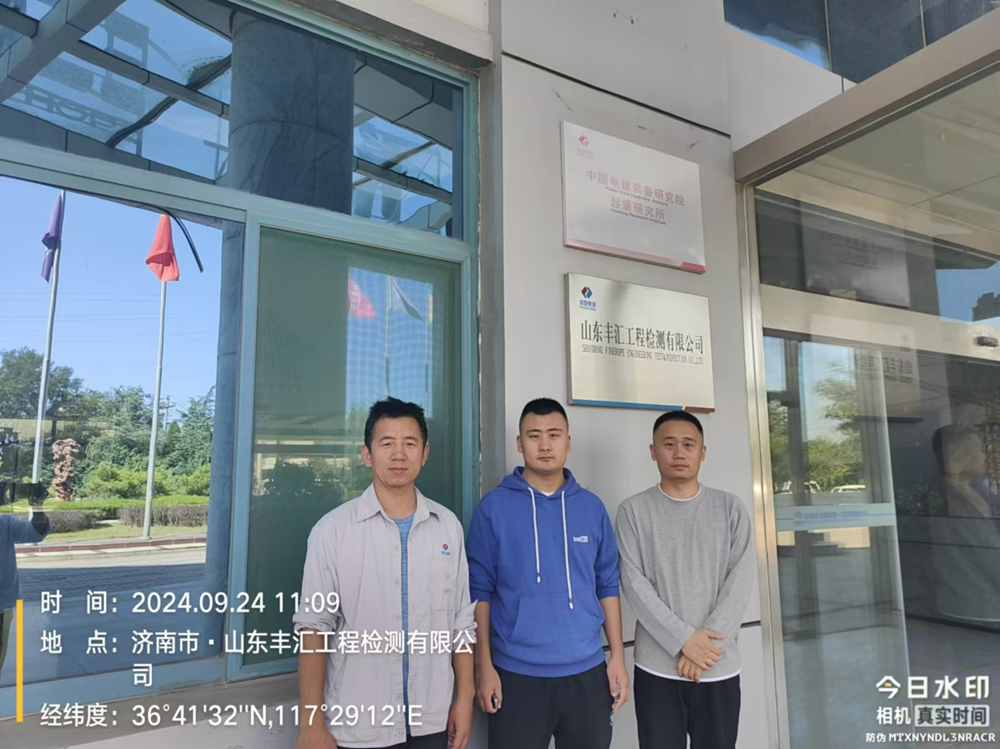 中国电建装备研究院
Power China Equipment Academy
起重研究所
Hoisting Research Institute
中国电建
POWERCHINA
山东丰汇工程检测有限公司
SHANDONG FINEHOPE ENGINEERING TEST&INSPECTION CO.,LTD
时 间：2024.09.24 11:09
地 点：济南市·山东丰汇工程检测有限公
司
经纬度：36°41'32"N,117°29'12"E
今日水印
相机 真实时间
防伪 MTXNYNDL3NRACR